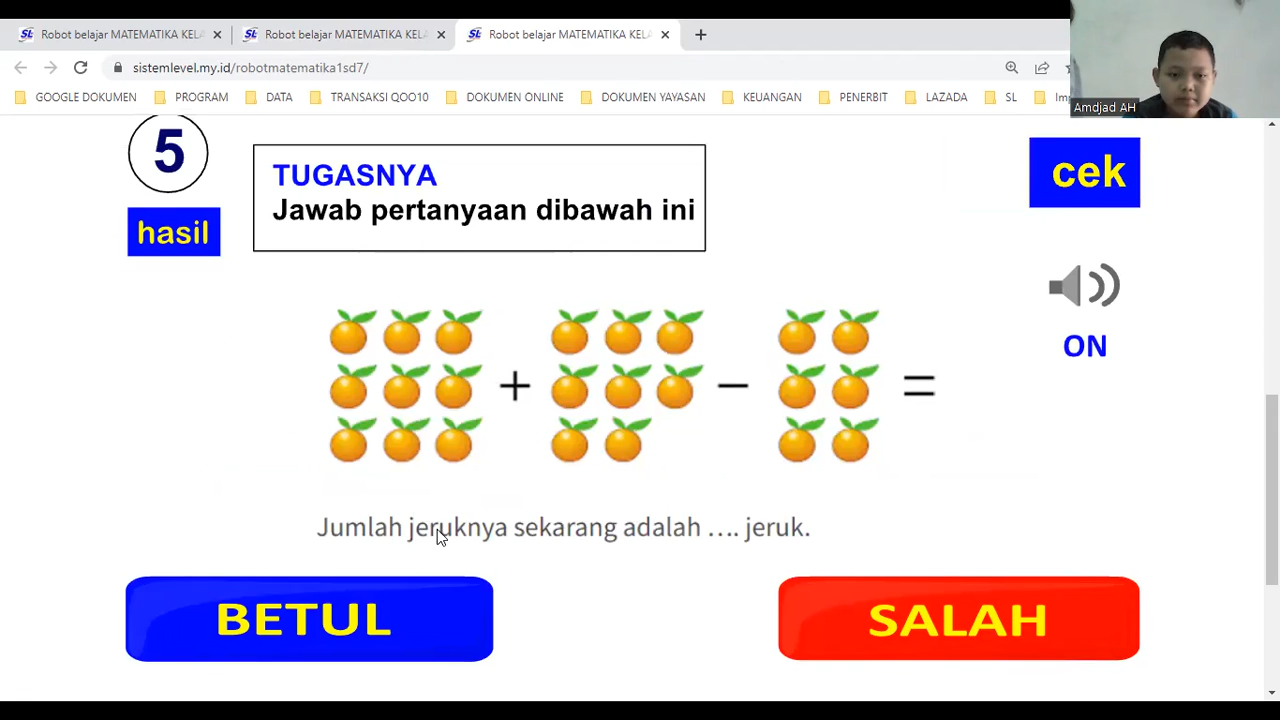 Robot belajar MATEMATIKA KELA
Robot belajar MATEMATIKA KELA
Robot belajar MATEMATIKA KELA
sistemlevel.my.id/robotmatematika1sd7/
GOOGLE DOKUMEN PROGRAM DATA TRANSAKSI QOO10 DOKUMEN ONLINE DOKUMEN YAYASAN KEUANGAN PENERBIT LAZADA SL
Amdjad AH
5
hasil
TUGASNYA
Jawab pertanyaan dibawah ini
cek
ON
+ − =
Jumlah jeruknya sekarang adalah .... jeruk.
BETUL
SALAH